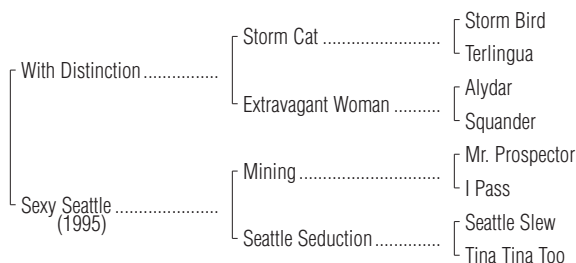 Storm Bird
Storm Cat ........................
Terlingua
With Distinction ...............
Alydar
Extravagant Woman ..........
Squander
Mr. Prospector
Mining .............................
I Pass
Sexy Seattle .....................
(1995)
Seattle Slew
Seattle Seduction .............
Tina Tina Too